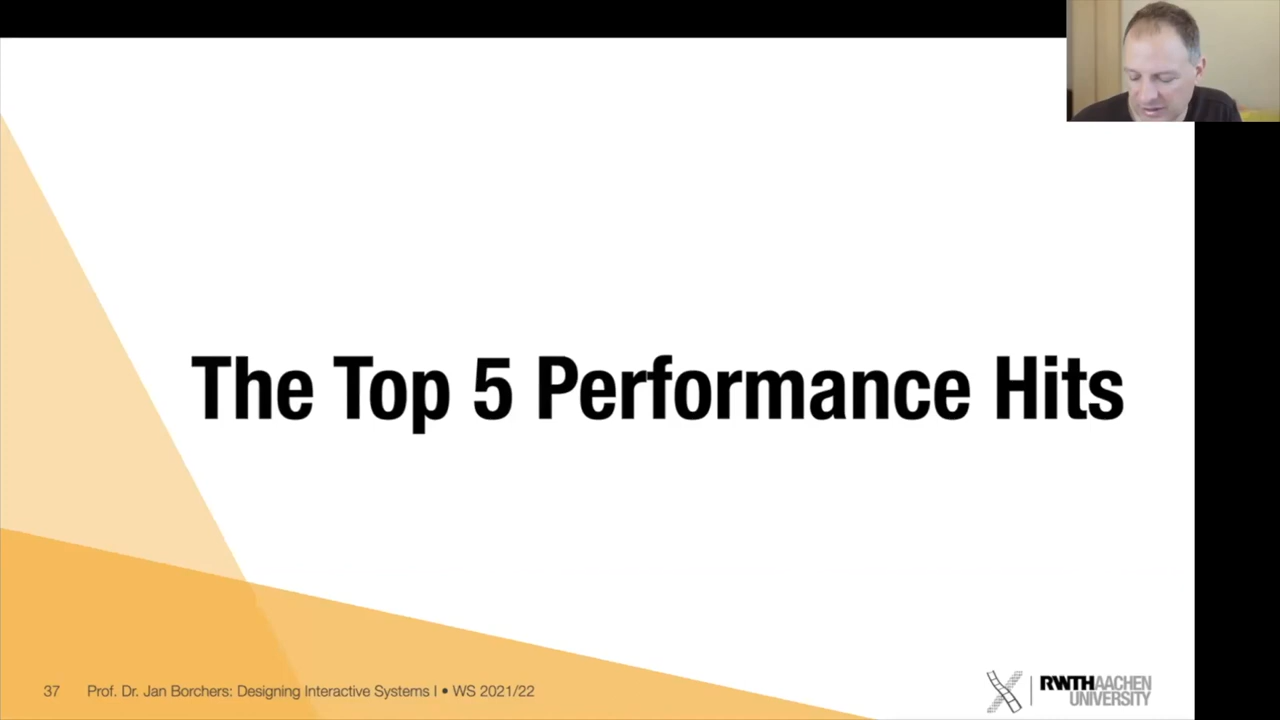 The Top 5 Performance Hits
37 Prof. Dr. Jan Borchers: Designing Interactive Systems I • WS 2021/22
RWTHAACHEN
UNIVERSITY